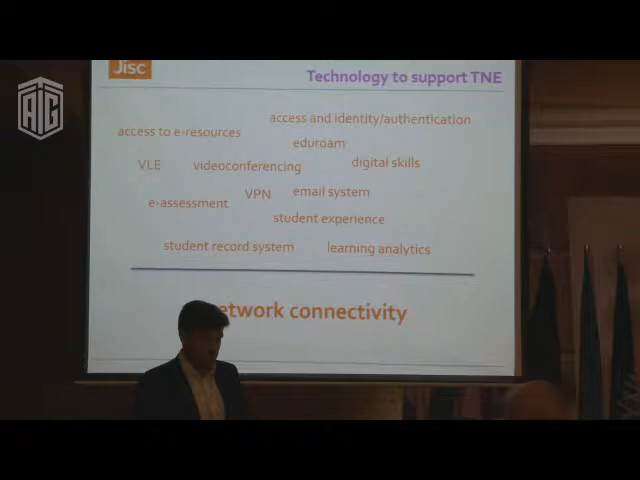 Jisc
AIG
Technology to support TNE
access and identity/authentication
access to e-resources
eduroam
VLE
videoconferencing
digital skills
VPN
email system
e-assessment
student experience
student record system
learning analytics
etwork connectivity